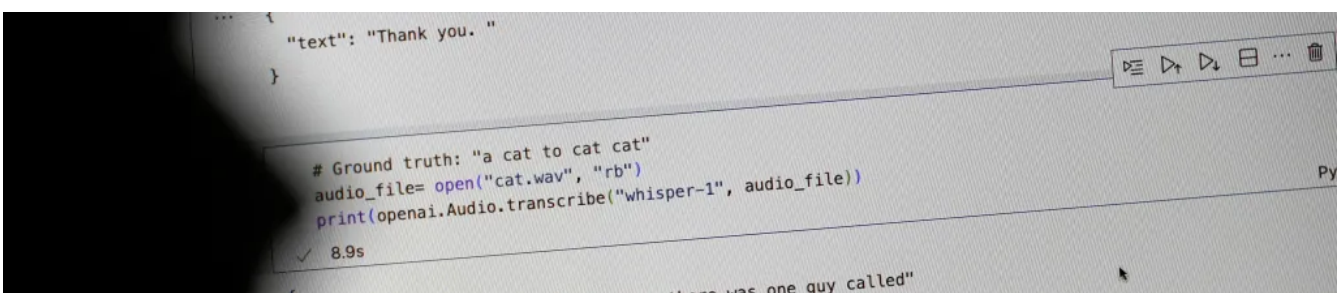 ... {
"text": "Thank you. "
}
# Ground truth: "a cat to cat cat"
audio_file= open("cat.wav", "rb")
print(openai.Audio.transcribe("whisper-1", audio_file))
Py
✓ 8.9s
was one guy called"